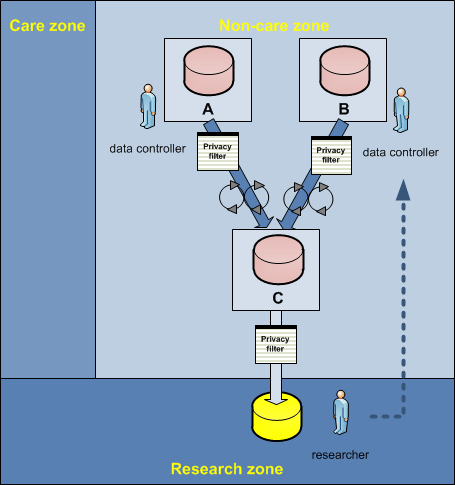 Care zone
Non-care zone
A
B
data controller
data controller
Privacy
filter
Privacy
filter
C
Privacy
filter
researcher
Research zone